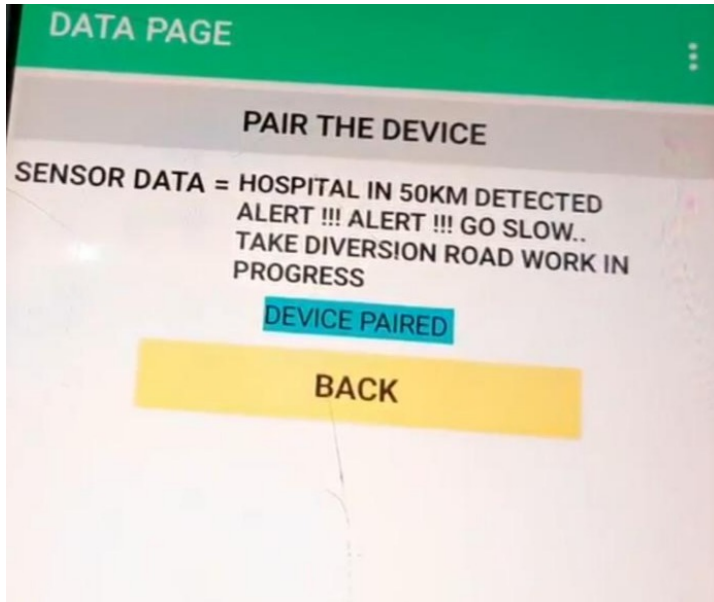 DATA PAGE
PAIR THE DEVICE
SENSOR DATA = HOSPITAL IN 50KM DETECTED
ALERT !!! ALERT !!! GO SLOW..
TAKE DIVERSION ROAD WORK IN
PROGRESS
DEVICE PAIRED
BACK